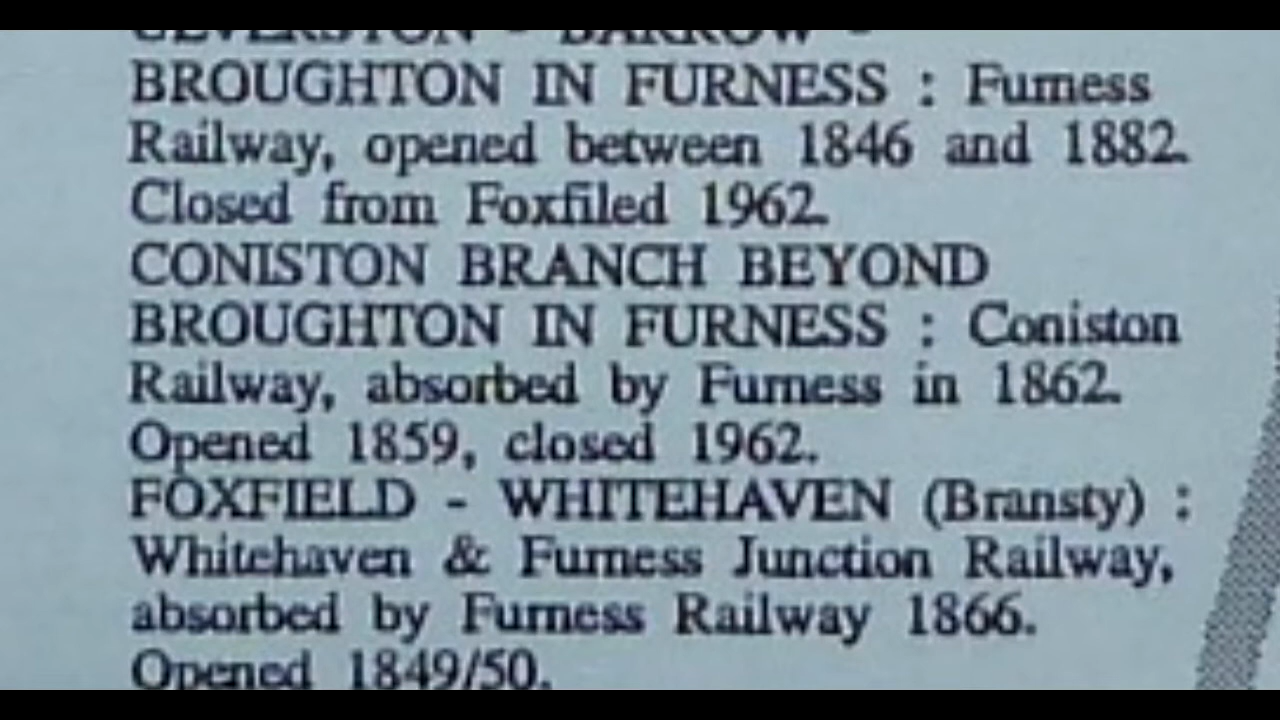 ULVERSTON - BARROW -
BROUGHTON IN FURNESS : Furness
Railway, opened between 1846 and 1882.
Closed from Foxfiled 1962.
CONISTON BRANCH BEYOND
BROUGHTON IN FURNESS : Coniston
Railway, absorbed by Furness in 1862.
Opened 1859, closed 1962.
FOXFIELD - WHITEHAVEN (Bransty) :
Whitehaven & Furness Junction Railway,
absorbed by Furness Railway 1866.
Opened 1849/50.